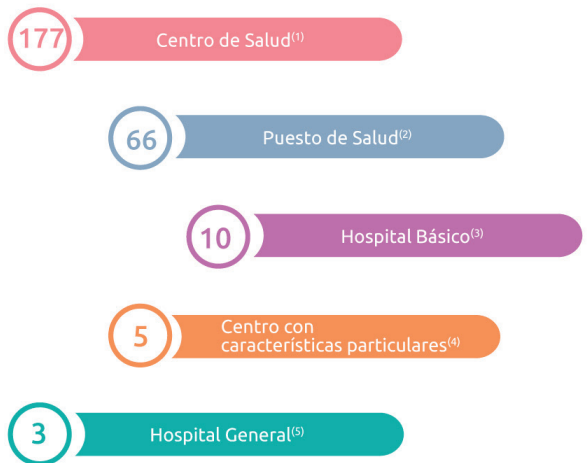 177
Centro de Salud(1)
66
Puesto de Salud(2)
10
Hospital Básico(3)
5
Centro con
características particulares(4)
3
Hospital General(5)